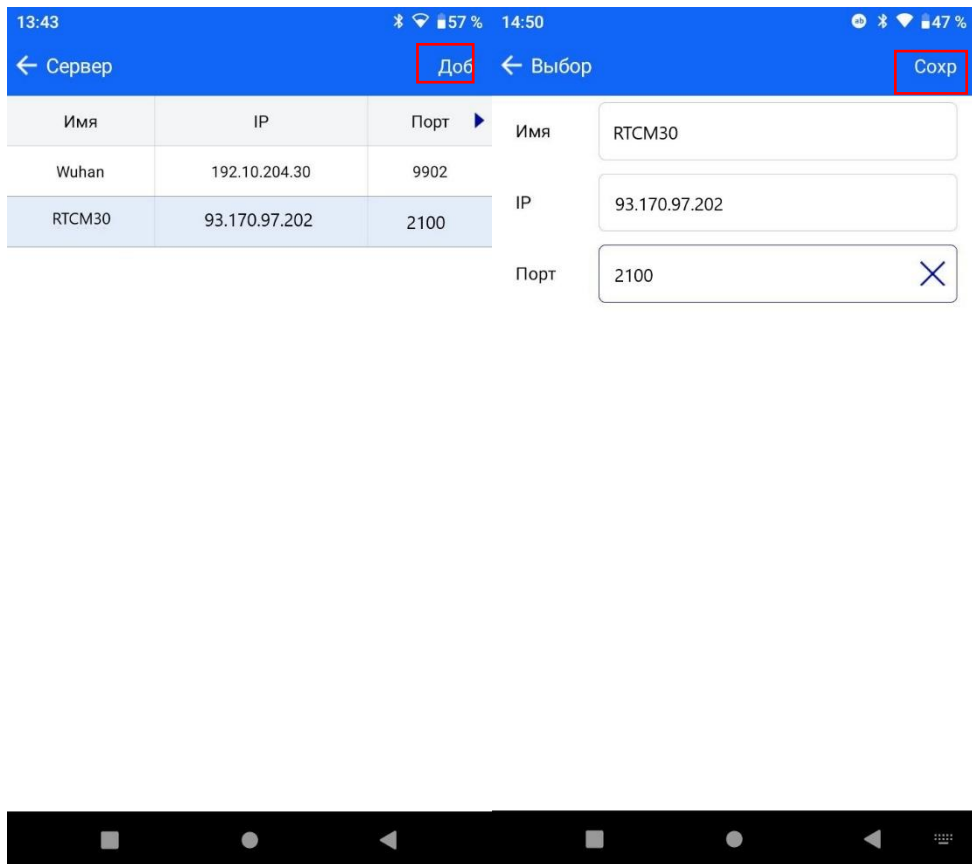 13:43 57 %
Сервер Доб
Имя IP Порт
Wuhan 192.10.204.30 9902
RTCM30 93.170.97.202 2100
14:50 ab 47 %
Выбор Сохр
Имя RTCM30
IP 93.170.97.202
Порт 2100